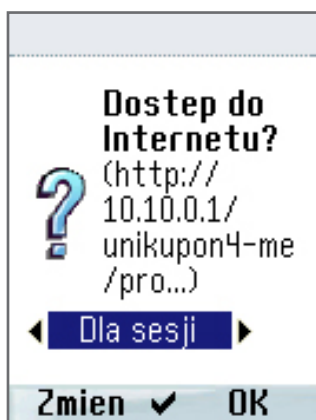 Dostep do
Internetu?
(http://
10.10.0.1/
unikupon4-me
/pro...)
Dla sesji
Zmien OK